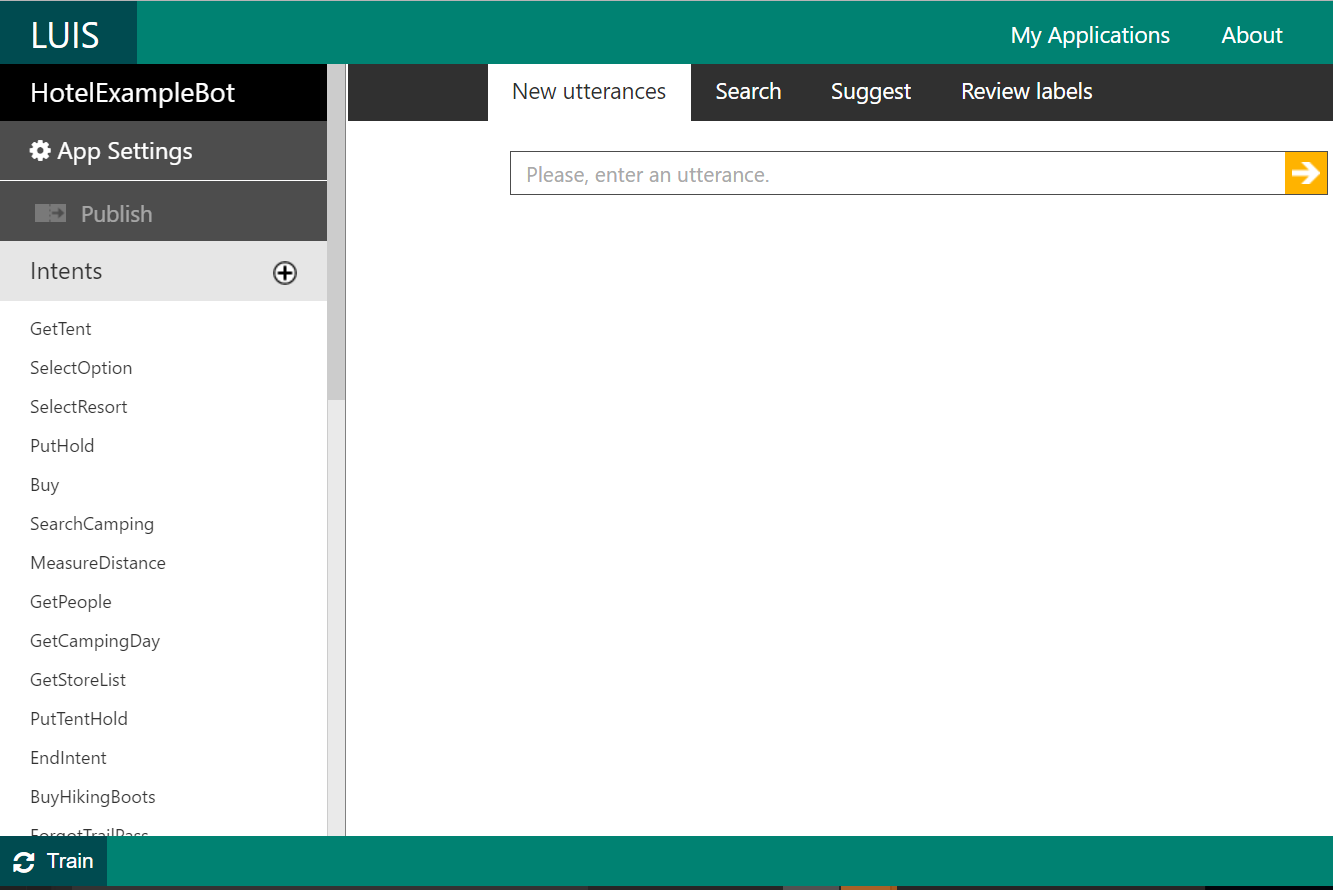 LUIS
My Applications About
HotelExampleBot
New utterances Search Suggest Review labels
App Settings
Please, enter an utterance.
Publish
Intents
GetTent
SelectOption
SelectResort
PutHold
Buy
SearchCamping
MeasureDistance
GetPeople
GetCampingDay
GetStoreList
PutTentHold
EndIntent
BuyHikingBoots
ForgotTrailPass
Train